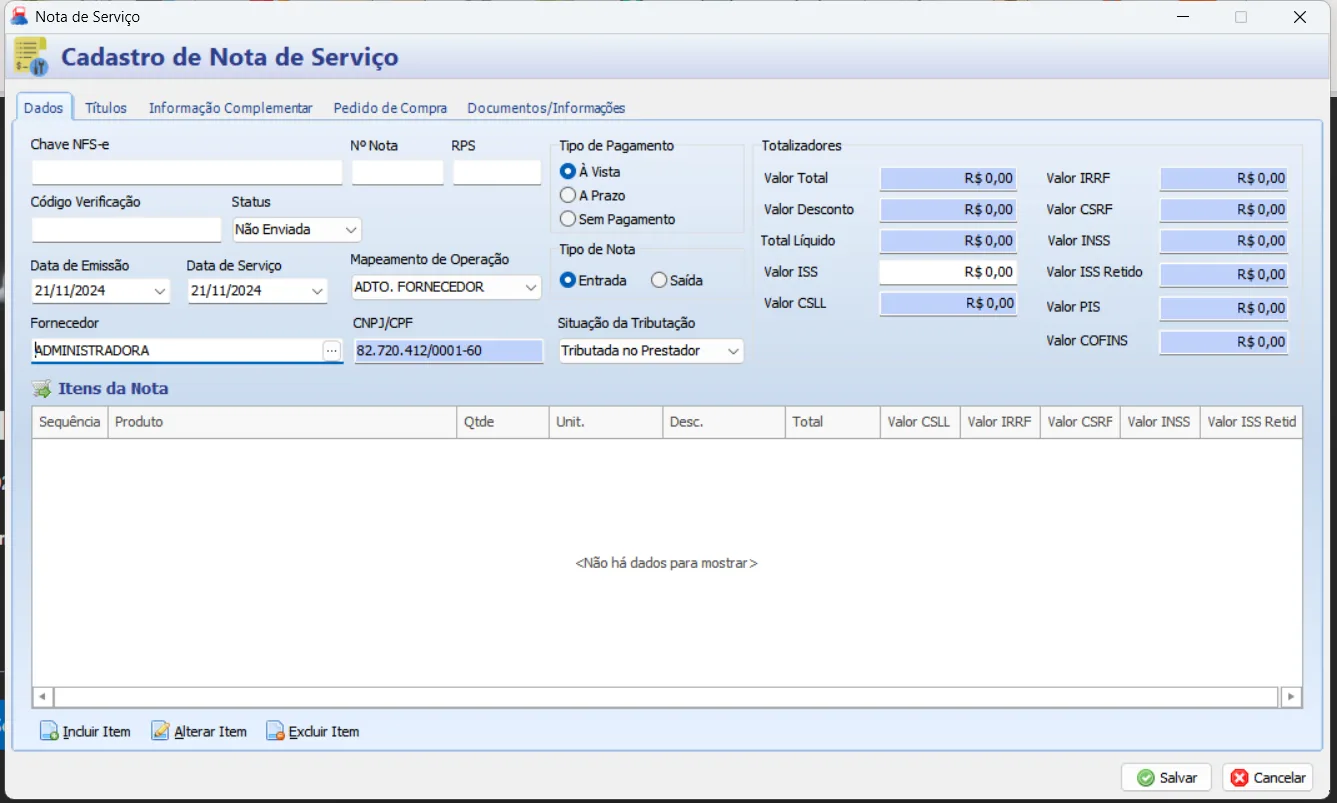 Nota de Serviço
Cadastro de Nota de Serviço
Dados Títulos Informação Complementar Pedido de Compra Documentos/Informações
Chave NFS-e Nº Nota RPS
Código Verificação Status
Não Enviada
Data de Emissão Data de Serviço Mapeamento de Operação
21/11/2024 21/11/2024 ADTO. FORNECEDOR
Fornecedor CNPJ/CPF
ADMINISTRADORA ... 82.720.412/0001-60
Tipo de Pagamento
À Vista
A Prazo
Sem Pagamento
Tipo de Nota
Entrada Saída
Situação da Tributação
Tributada no Prestador
Totalizadores
Valor Total R$ 0,00 Valor IRRF R$ 0,00
Valor Desconto R$ 0,00 Valor CSRF R$ 0,00
Total Líquido R$ 0,00 Valor INSS R$ 0,00
Valor ISS R$ 0,00 Valor ISS Retido R$ 0,00
Valor CSLL R$ 0,00 Valor PIS R$ 0,00
Valor COFINS R$ 0,00
Itens da Nota
Sequência Produto Qtde Unit. Desc. Total Valor CSLL Valor IRRF Valor CSRF Valor INSS Valor ISS Retid
<Não há dados para mostrar>
Incluir Item Alterar Item Excluir Item
Salvar Cancelar